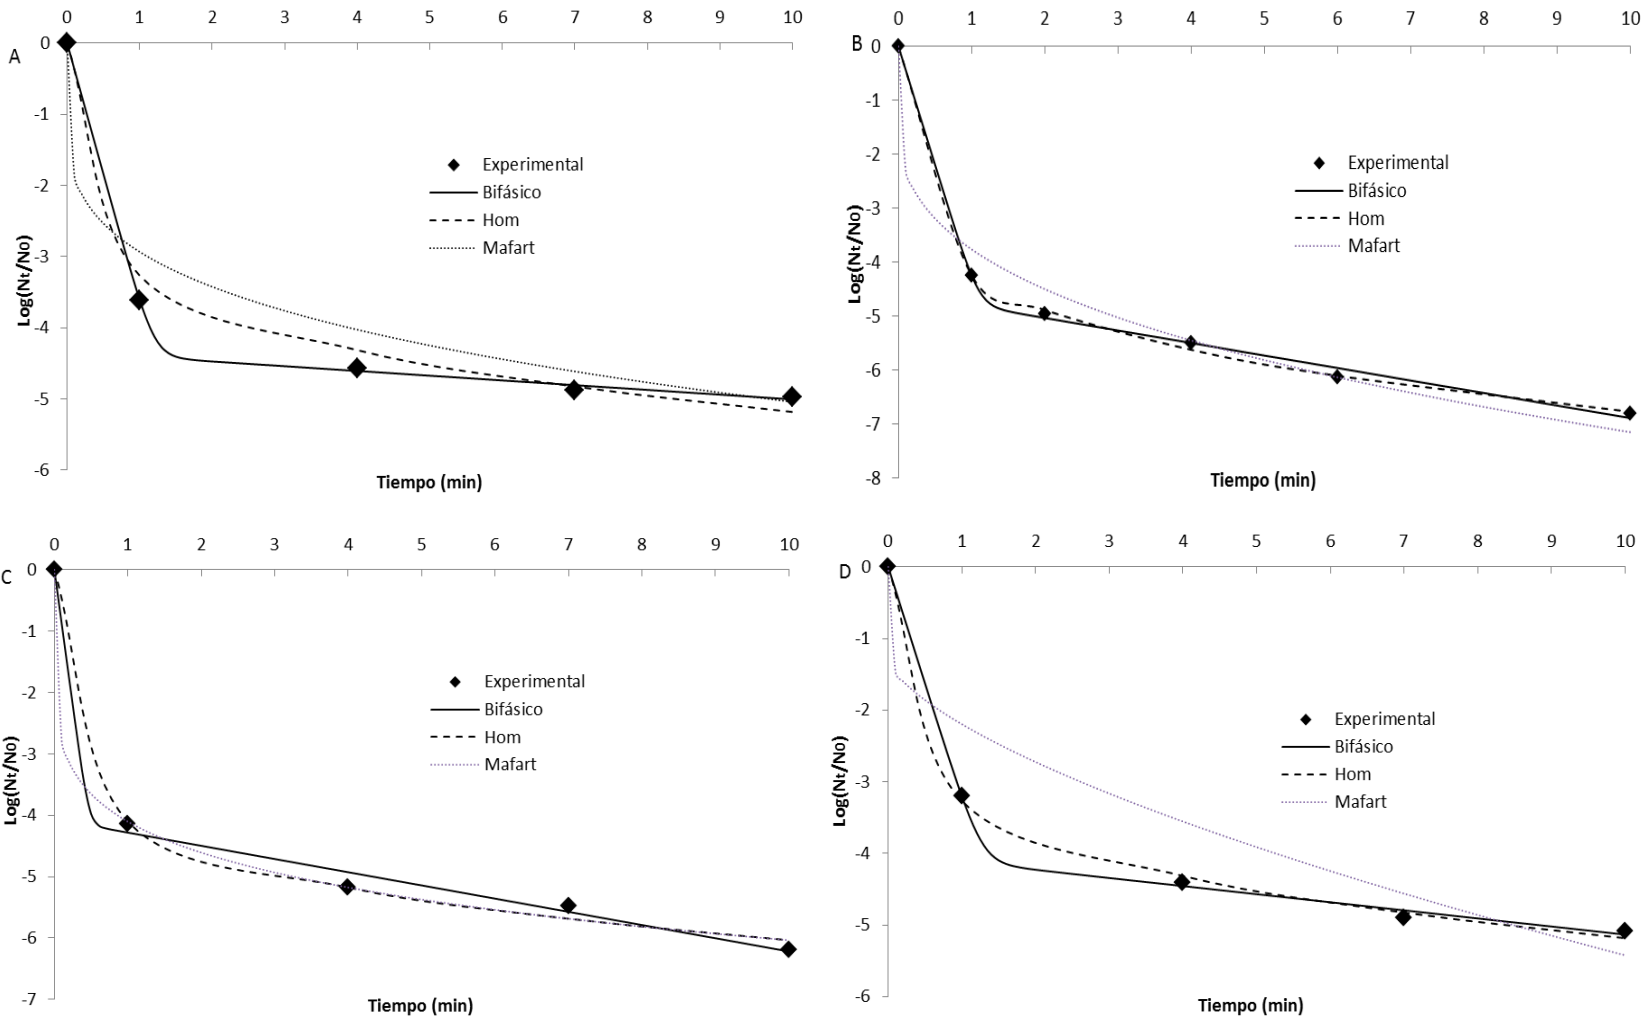 0 1 2 3 4 5 6 7 8 9 10
A
0
-1
-2
-3
-4
-5
-6
Log(Nt/No)
Experimental
Bifásico
Hom
Mafart
Tiempo (min)
0 1 2 3 4 5 6 7 8 9 10
B
0
-1
-2
-3
-4
-5
-6
-7
-8
Log(Nt/No)
Experimental
Bifásico
Hom
Mafart
Tiempo (min)
0 1 2 3 4 5 6 7 8 9 10
C
0
-1
-2
-3
-4
-5
-6
-7
Log(Nt/No)
Experimental
Bifásico
Hom
Mafart
Tiempo (min)
0 1 2 3 4 5 6 7 8 9 10
D
0
-1
-2
-3
-4
-5
-6
Log(Nt/No)
Experimental
Bifásico
Hom
Mafart
Tiempo (min)